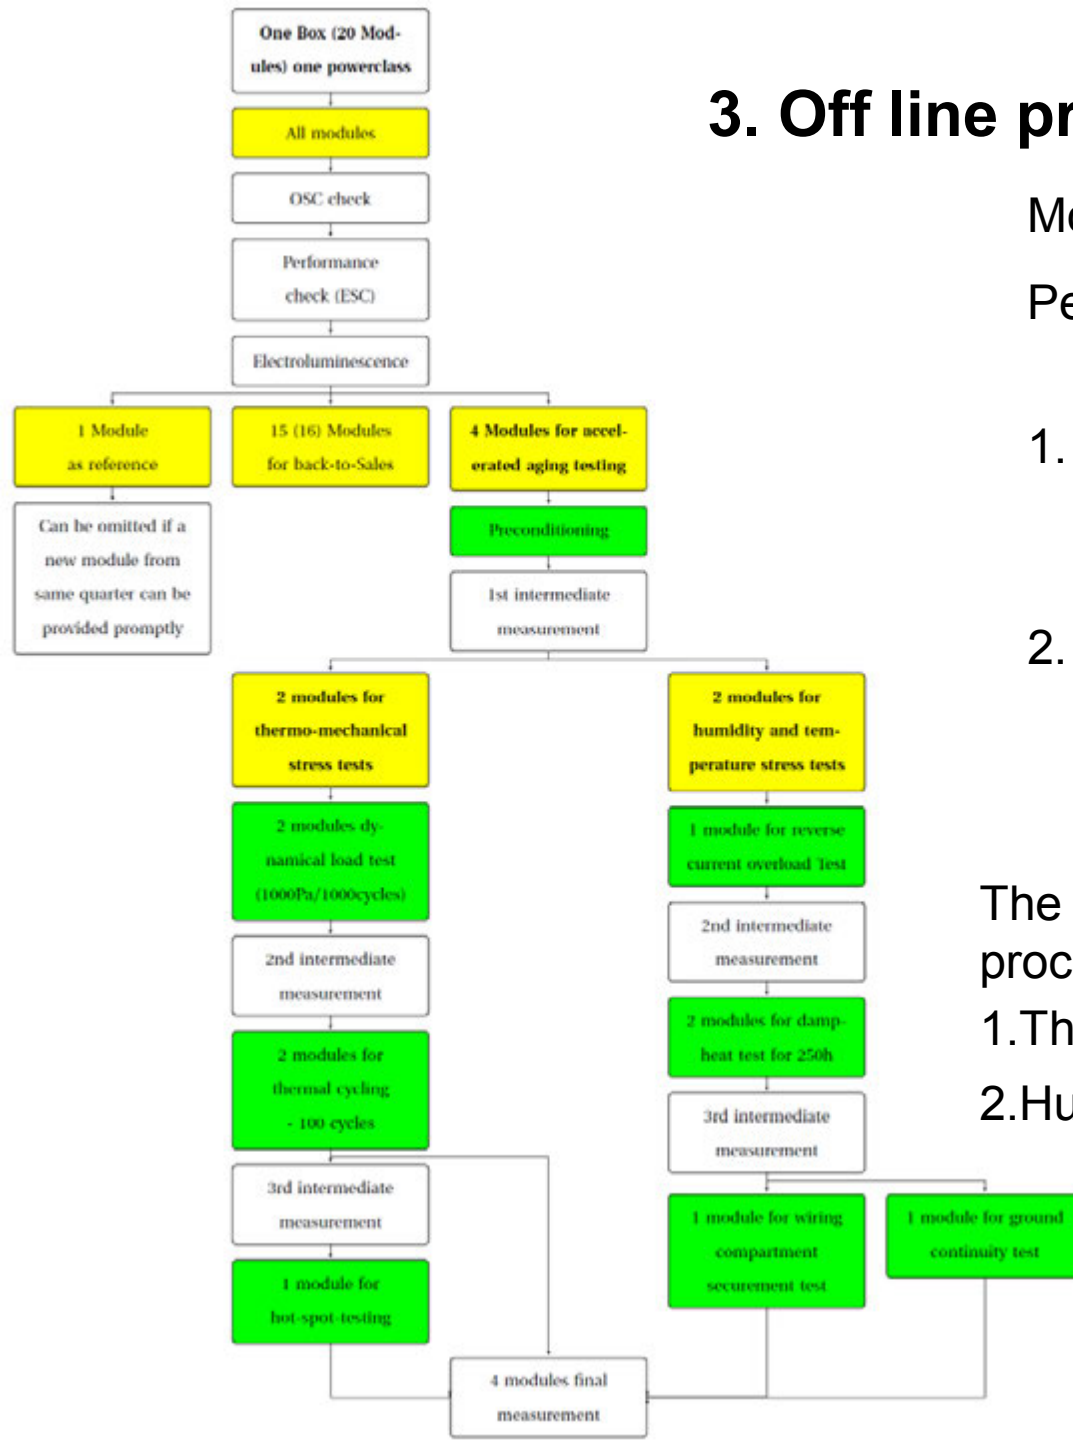 One Box (20 Mod-
ules) one powerclass
All modules
OSC check
Performance
check (ESC)
Electroluminescence
1 Module
as reference
15 (16) Modules
for back-to-Sales
4 Modules for accel-
erated aging testing
Can be omitted if a
new module from
same quarter can be
provided promptly
Preconditioning
1st intermediate
measurement
2 modules for
thermo-mechanical
stress tests
2 modules for
humidity and tem-
perature stress tests
2 modules dy-
namical load test
(1000Pa/1000cycles)
1 module for reverse
current overload Test
2nd intermediate
measurement
2nd intermediate
measurement
2 modules for
thermal cycling
- 100 cycles
2 modules for damp-
heat test for 250h
3rd intermediate
measurement
3rd intermediate
measurement
1 module for
hot-spot-testing
1 module for wiring
compartment
securement test
1 module for ground
continuity test
4 modules final
measurement
3. Off line pr
Me
Pe
1.
2.
The
proc
1.Th
2.Hu